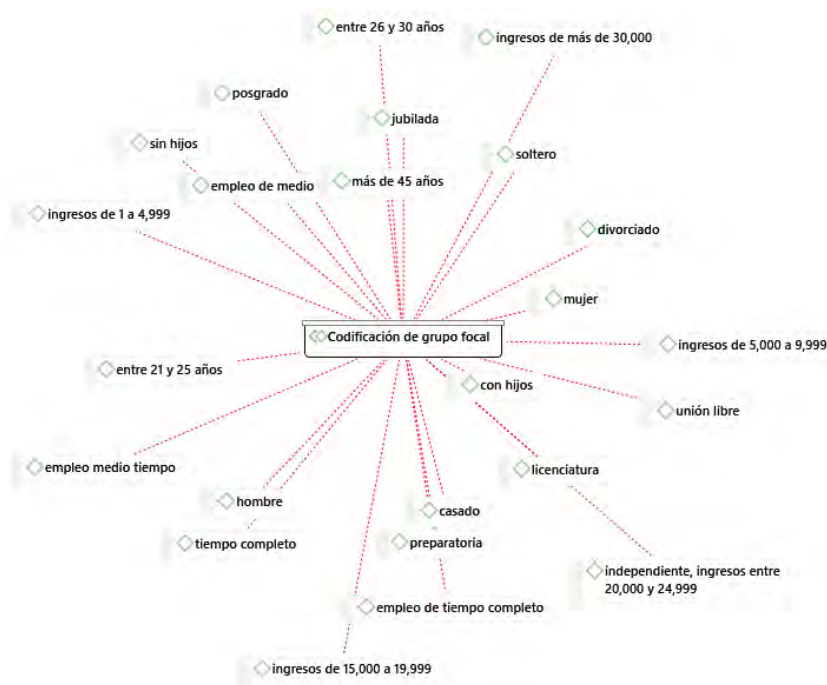 entre 26 y 30 años
ingresos de más de 30,000
posgrado
jubilada
sin hijos
soltero
empleo de medio
más de 45 años
ingresos de 1 a 4,999
divorciado
mujer
Codificación de grupo focal
ingresos de 5,000 a 9,999
entre 21 y 25 años
con hijos
unión libre
empleo medio tiempo
licenciatura
hombre
casado
tiempo completo
preparatoria
independiente, ingresos entre
20,000 y 24,999
empleo de tiempo completo
ingresos de 15,000 a 19,999